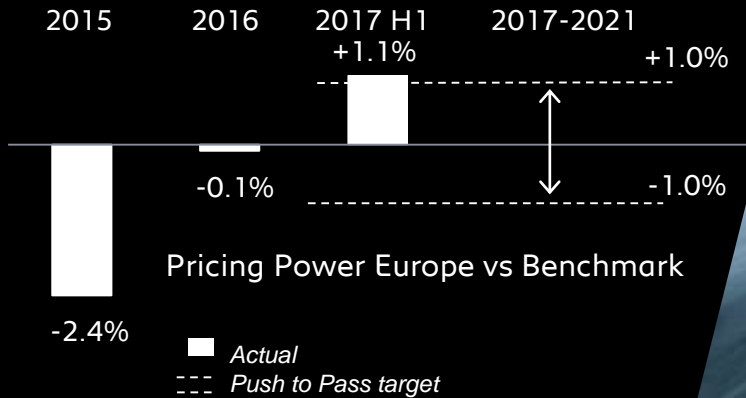 2015 2016 2017 H1 2017-2021
+1.1% +1.0%
-0.1% -1.0%
Pricing Power Europe vs Benchmark
-2.4%
Actual
Push to Pass target